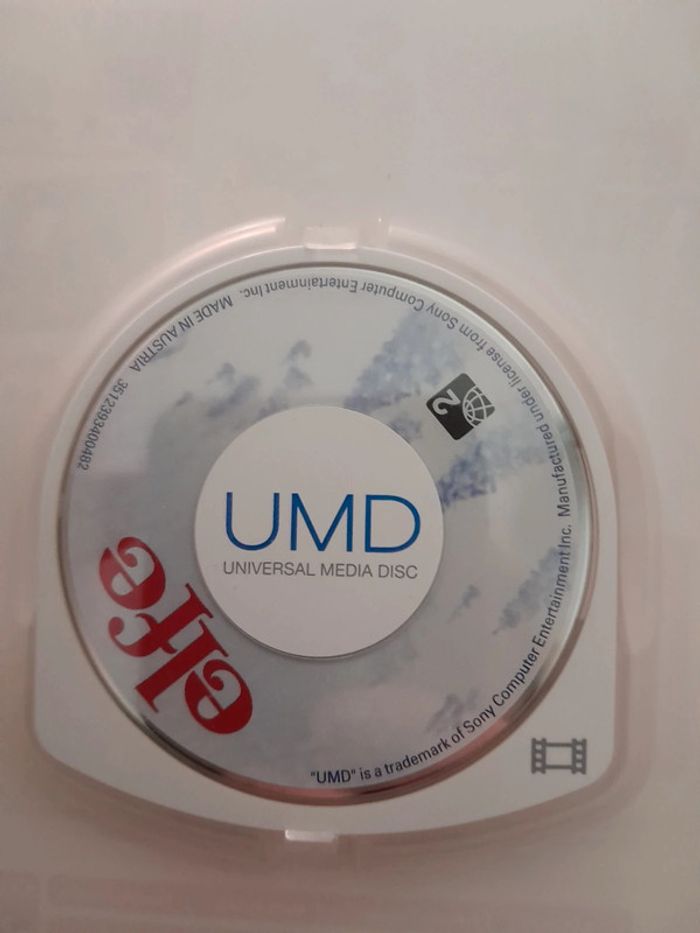 UMD
UNIVERSAL MEDIA DISC
elfe
2
"UMD" is a trademark of Sony Computer Entertainment Inc. Manufactured under license from Sony Computer Entertainment Inc. MADE IN AUSTRIA 3512393400482